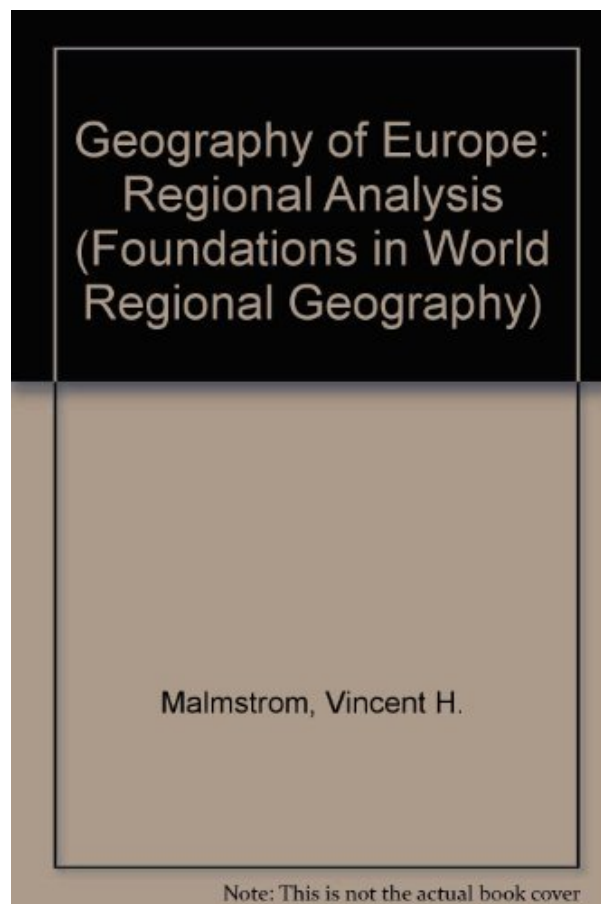 Geography of Europe:
Regional Analysis
(Foundations in World
Regional Geography)
Malmstrom, Vincent H.
Note: This is not the actual book cover